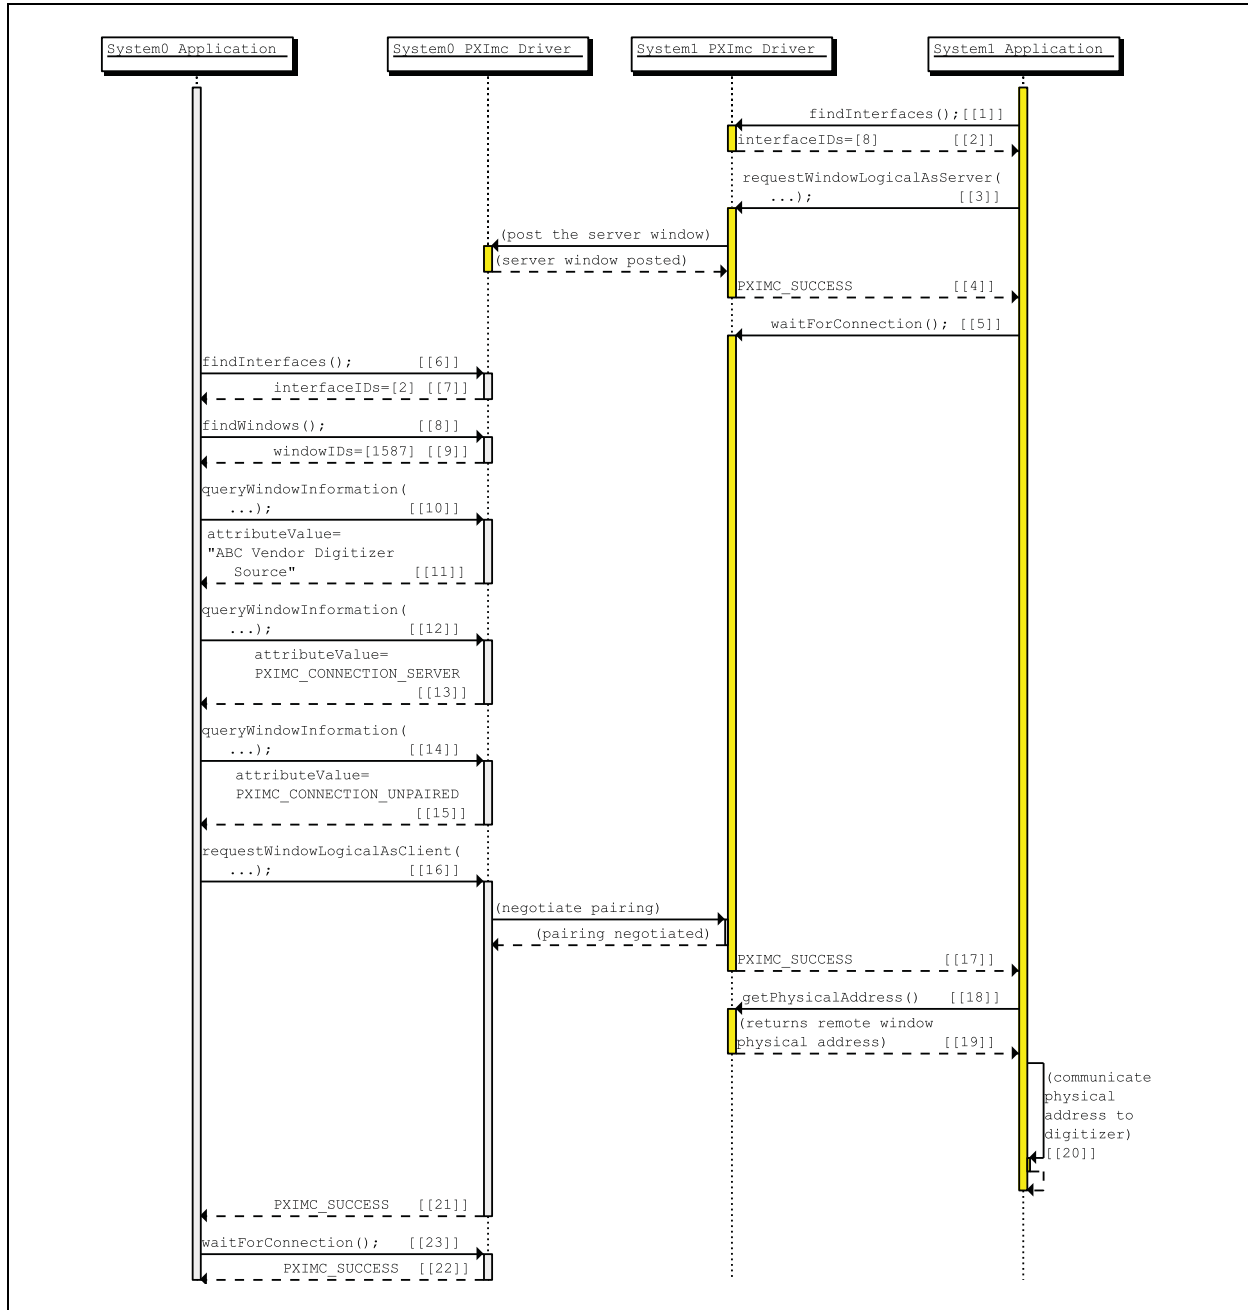 System0 Application
System0 PXImc Driver
System1 PXImc Driver
System1 Application
findInterfaces();[[1]]
interfaceIDs=[8] [[2]]
requestWindowLogicalAsServer(
...); [[3]]
(post the server window)
(server window posted)
PXIMC_SUCCESS [[4]]
waitForConnection(); [[5]]
findInterfaces(); [[6]]
interfaceIDs=[2] [[7]]
findWindows(); [[8]]
windowIDs=[1587] [[9]]
queryWindowInformation(
...); [[10]]
attributeValue=
"ABC Vendor Digitizer
Source" [[11]]
queryWindowInformation(
...); [[12]]
attributeValue=
PXIMC_CONNECTION_SERVER
[[13]]
queryWindowInformation(
...); [[14]]
attributeValue=
PXIMC_CONNECTION_UNPAIRED
[[15]]
requestWindowLogicalAsClient(
...); [[16]]
(negotiate pairing)
(pairing negotiated)
PXIMC_SUCCESS [[17]]
getPhysicalAddress() [[18]]
(returns remote window
physical address) [[19]]
(communicate
physical
address to
digitizer)
[[20]]
PXIMC_SUCCESS [[21]]
waitForConnection(); [[23]]
PXIMC_SUCCESS [[22]]